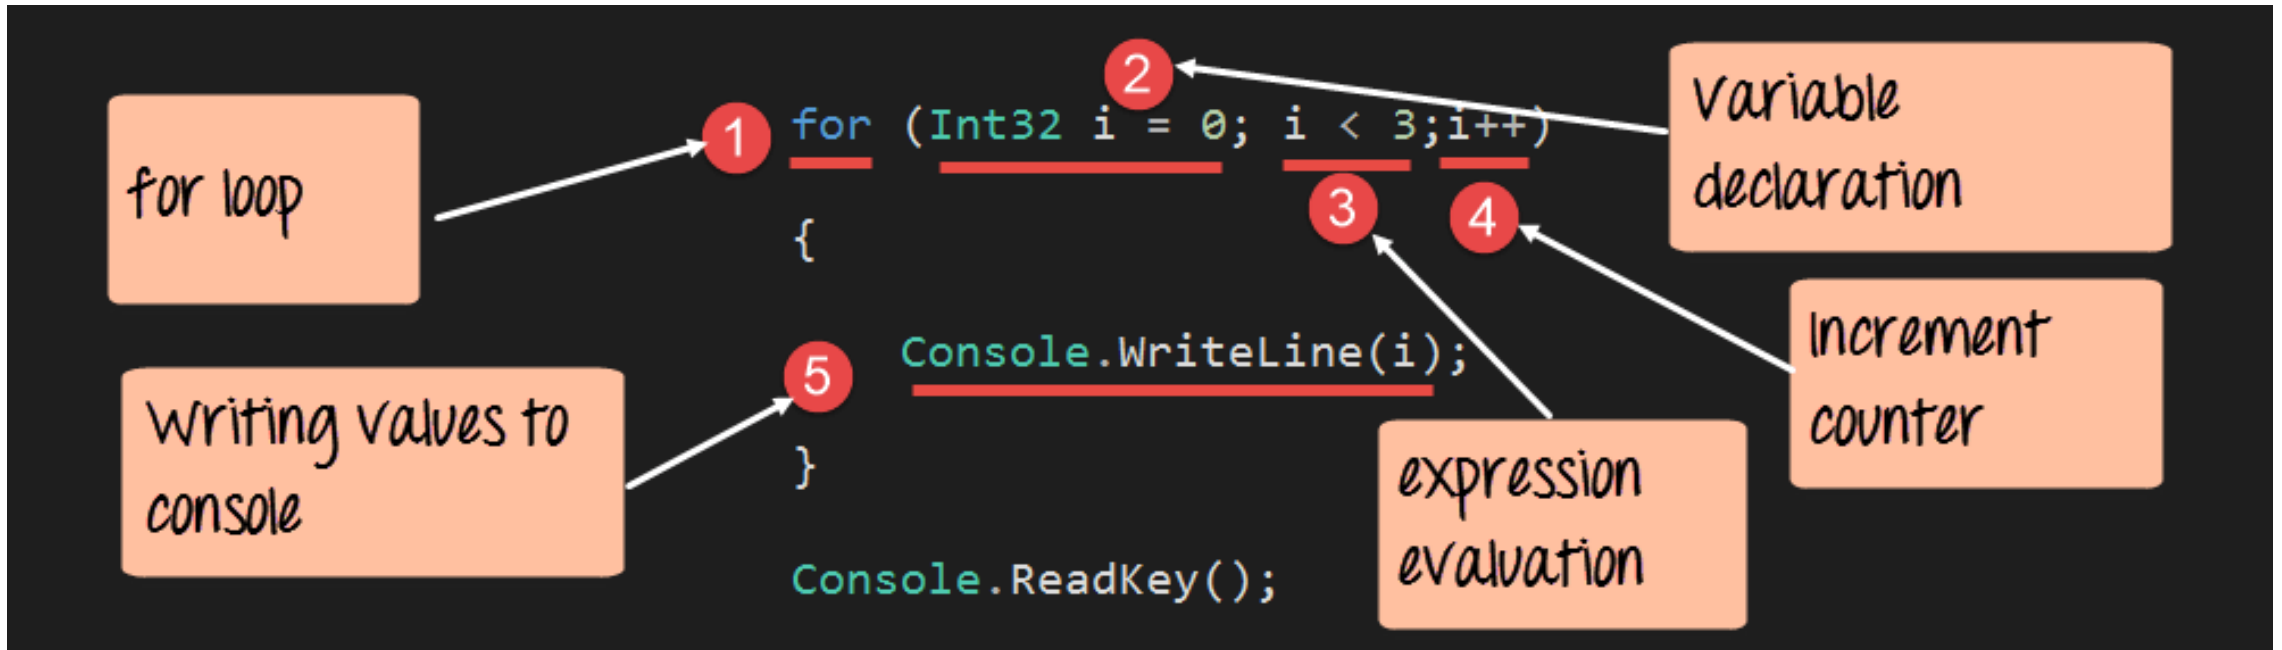 2
Variable
declaration
for loop
1
for (Int32 i = 0; i < 3;i++)
3
4
{
Increment
counter
Console.WriteLine(i);
5
Writing values to
console
}
expression
evaluation
Console.ReadKey();